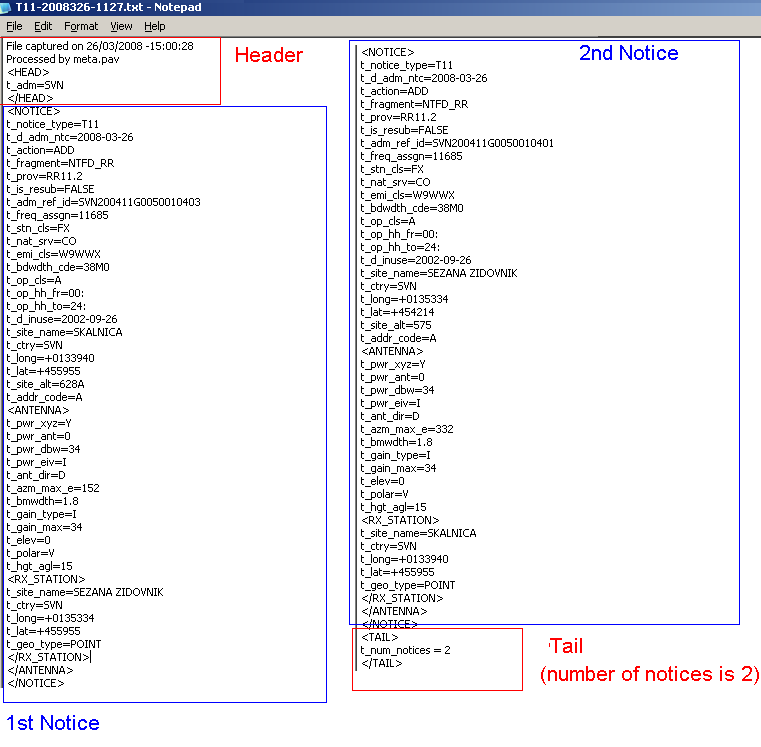 T11-2008326-1127.txt - Notepad
File Edit Format View Help
File captured on 26/03/2008 -15:00:28
Processed by meta.pav
<HEAD>
t_adm=SVN
</HEAD>
Header
<NOTICE>
t_notice_type=T11
t_d_adm_ntc=2008-03-26
t_action=ADD
t_fragment=NTFD_RR
t_prov=RR11.2
t_is_resub=FALSE
t_adm_ref_id=SVN200411G0050010403
t_freq_assgn=11685
t_stn_cls=FX
t_nat_srv=CO
t_emi_cls=W9WWX
t_bdwdth_cde=38M0
t_op_cls=A
t_op_hh_fr=00:
t_op_hh_to=24:
t_d_inuse=2002-09-26
t_site_name=SKALNICA
t_ctry=SVN
t_long=+0133940
t_lat=+455955
t_site_alt=628A
t_addr_code=A
<ANTENNA>
t_pwr_xyz=Y
t_pwr_ant=0
t_pwr_dbw=34
t_pwr_eiv=I
t_ant_dir=D
t_azm_max_e=152
t_bmwdth=1.8
t_gain_type=I
t_gain_max=34
t_elev=0
t_polar=V
t_hgt_agl=15
<RX_STATION>
t_site_name=SEZANA ZIDOVNIK
t_ctry=SVN
t_long=+0135334
t_lat=+455955
t_geo_type=POINT
</RX_STATION>
</ANTENNA>
</NOTICE>
1st Notice
2nd Notice
<NOTICE>
t_notice_type=T11
t_d_adm_ntc=2008-03-26
t_action=ADD
t_fragment=NTFD_RR
t_prov=RR11.2
t_is_resub=FALSE
t_adm_ref_id=SVN200411G0050010401
t_freq_assgn=11685
t_stn_cls=FX
t_nat_srv=CO
t_emi_cls=W9WWX
t_bdwdth_cde=38M0
t_op_cls=A
t_op_hh_fr=00:
t_op_hh_to=24:
t_d_inuse=2002-09-26
t_site_name=SEZANA ZIDOVNIK
t_ctry=SVN
t_long=+0135334
t_lat=+454214
t_site_alt=575
t_addr_code=A
<ANTENNA>
t_pwr_xyz=Y
t_pwr_ant=0
t_pwr_dbw=34
t_pwr_eiv=I
t_ant_dir=D
t_azm_max_e=332
t_bmwdth=1.8
t_gain_type=I
t_gain_max=34
t_elev=0
t_polar=V
t_hgt_agl=15
<RX_STATION>
t_site_name=SKALNICA
t_ctry=SVN
t_long=+0133940
t_lat=+455955
t_geo_type=POINT
</RX_STATION>
</ANTENNA>
</NOTICE>
<TAIL>
t_num_notices = 2
</TAIL>
Tail
(number of notices is 2)